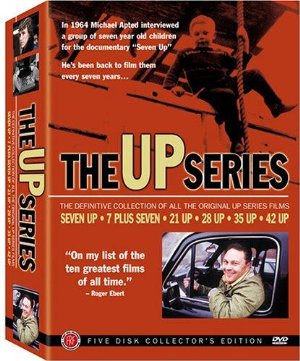 In 1964 Michael Apted interviewed
a group of seven year old children
for the documentary "Seven Up"
He's been back to film them
every seven years...
THE UP SERIES
THE DEFINITIVE COLLECTION OF ALL THE ORIGINAL UP SERIES FILMS
SEVEN UP • 7 PLUS SEVEN • 21 UP • 28 UP • 35 UP • 42 UP
"On my list of the
ten greatest films
of all time."
– Roger Ebert
FIVE DISK COLLECTOR'S EDITION
DVD
THE UP SERIES